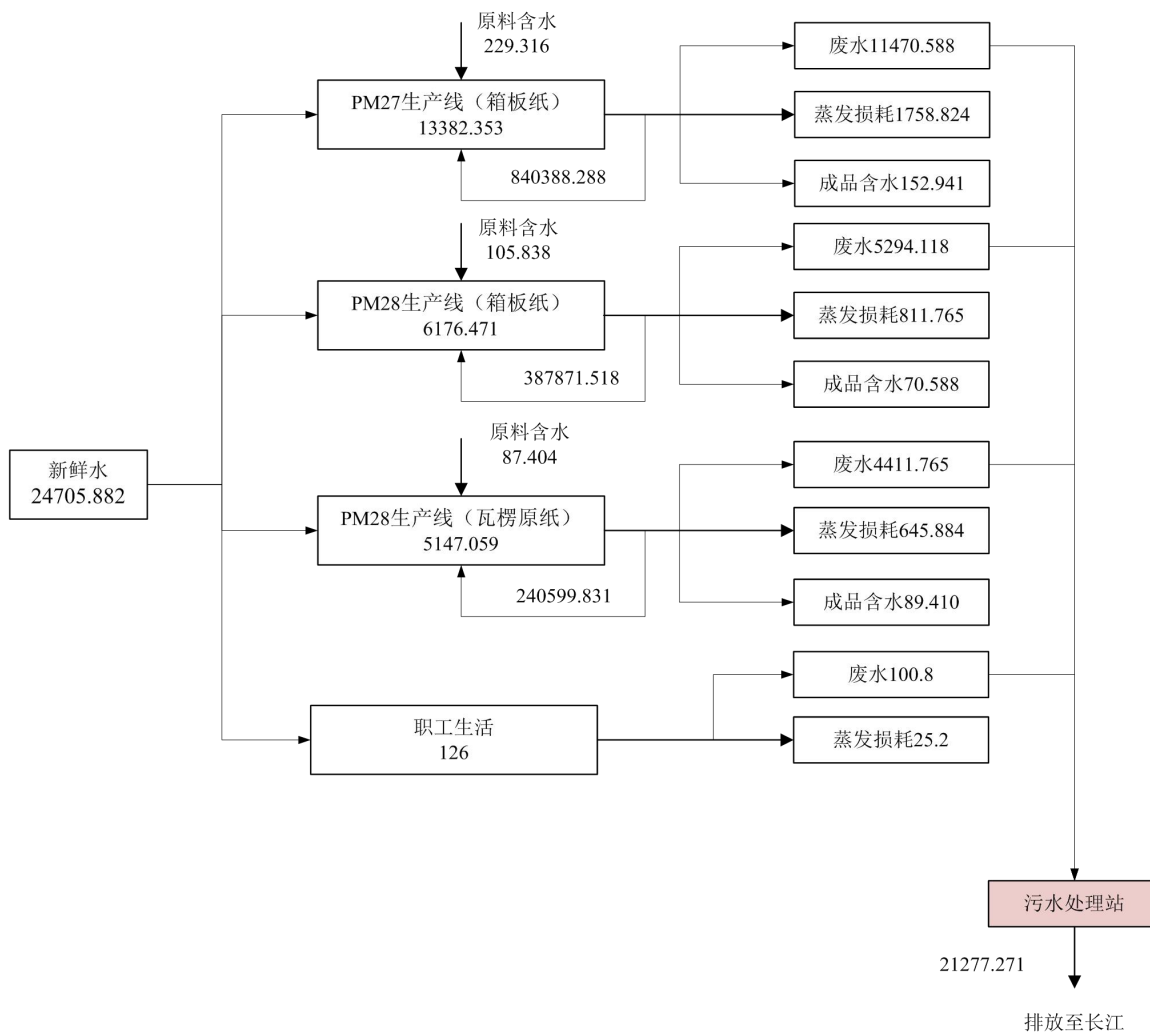 原料含水
229.316
PM27生产线（箱板纸）
13382.353
840388.288
废水11470.588
蒸发损耗1758.824
成品含水152.941
原料含水
105.838
PM28生产线（箱板纸）
6176.471
387871.518
废水5294.118
蒸发损耗811.765
成品含水70.588
新鲜水
24705.882
原料含水
87.404
PM28生产线（瓦楞原纸）
5147.059
240599.831
废水4411.765
蒸发损耗645.884
成品含水89.410
职工生活
126
废水100.8
蒸发损耗25.2
污水处理站
21277.271
排放至长江